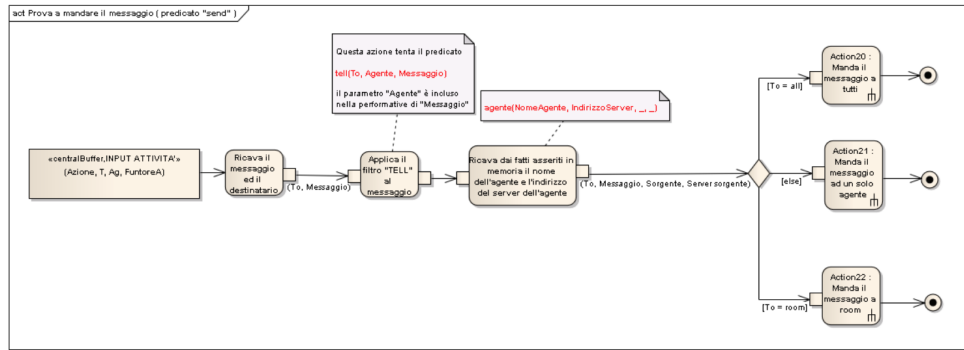 act Prova a mandare il messaggio ( predicato "send" )
Questa azione tenta il predicato
tell(To, Agente, Messaggio)
il parametro "Agente" è incluso
nella performative di "Messaggio"
agente(NomeAgente, IndirizzoServer, _, _)
«centralBuffer,INPUT ATTIVITA'»
(Azione, T, Ag, FuntoreA)
Ricava il
messaggio
ed il
destinatario
(To, Messaggio)
Applica il
filtro "TELL"
al
messaggio
Ricava dai fatti asseriti in
memoria il nome
dell'agente e l'indirizzo
del server dell'agente
(To, Messaggio, Sorgente, Server sorgente)
[To = all]
Action20 :
Manda il
messaggio a
tutti
[else]
Action21 :
Manda il
messaggio
ad un solo
agente
[To = room]
Action22 :
Manda il
messaggio a
room